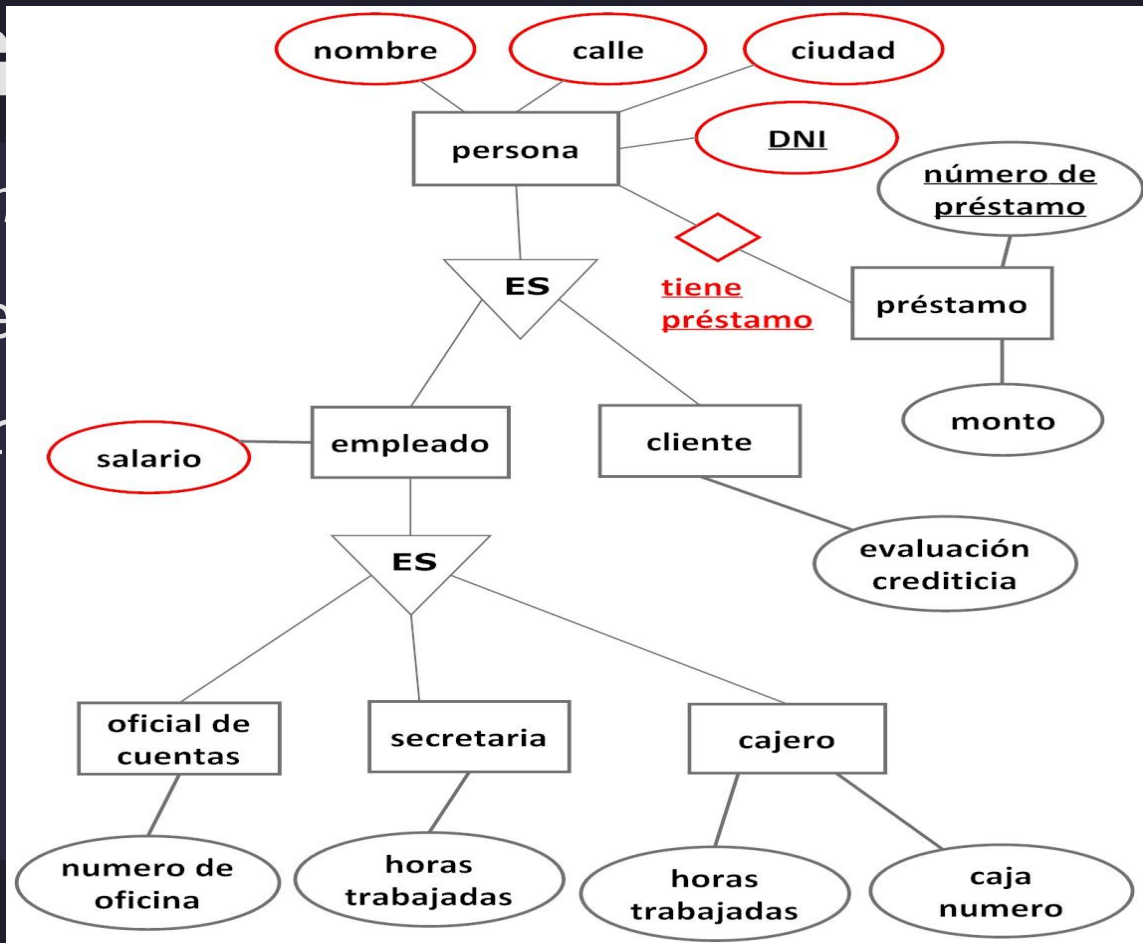 nombre
calle
ciudad
persona
DNI
número de
préstamo
ES
tiene
préstamo
préstamo
monto
salario
empleado
cliente
evaluación
crediticia
ES
oficial de
cuentas
secretaria
cajero
numero de
oficina
horas
trabajadas
horas
trabajadas
caja
numero